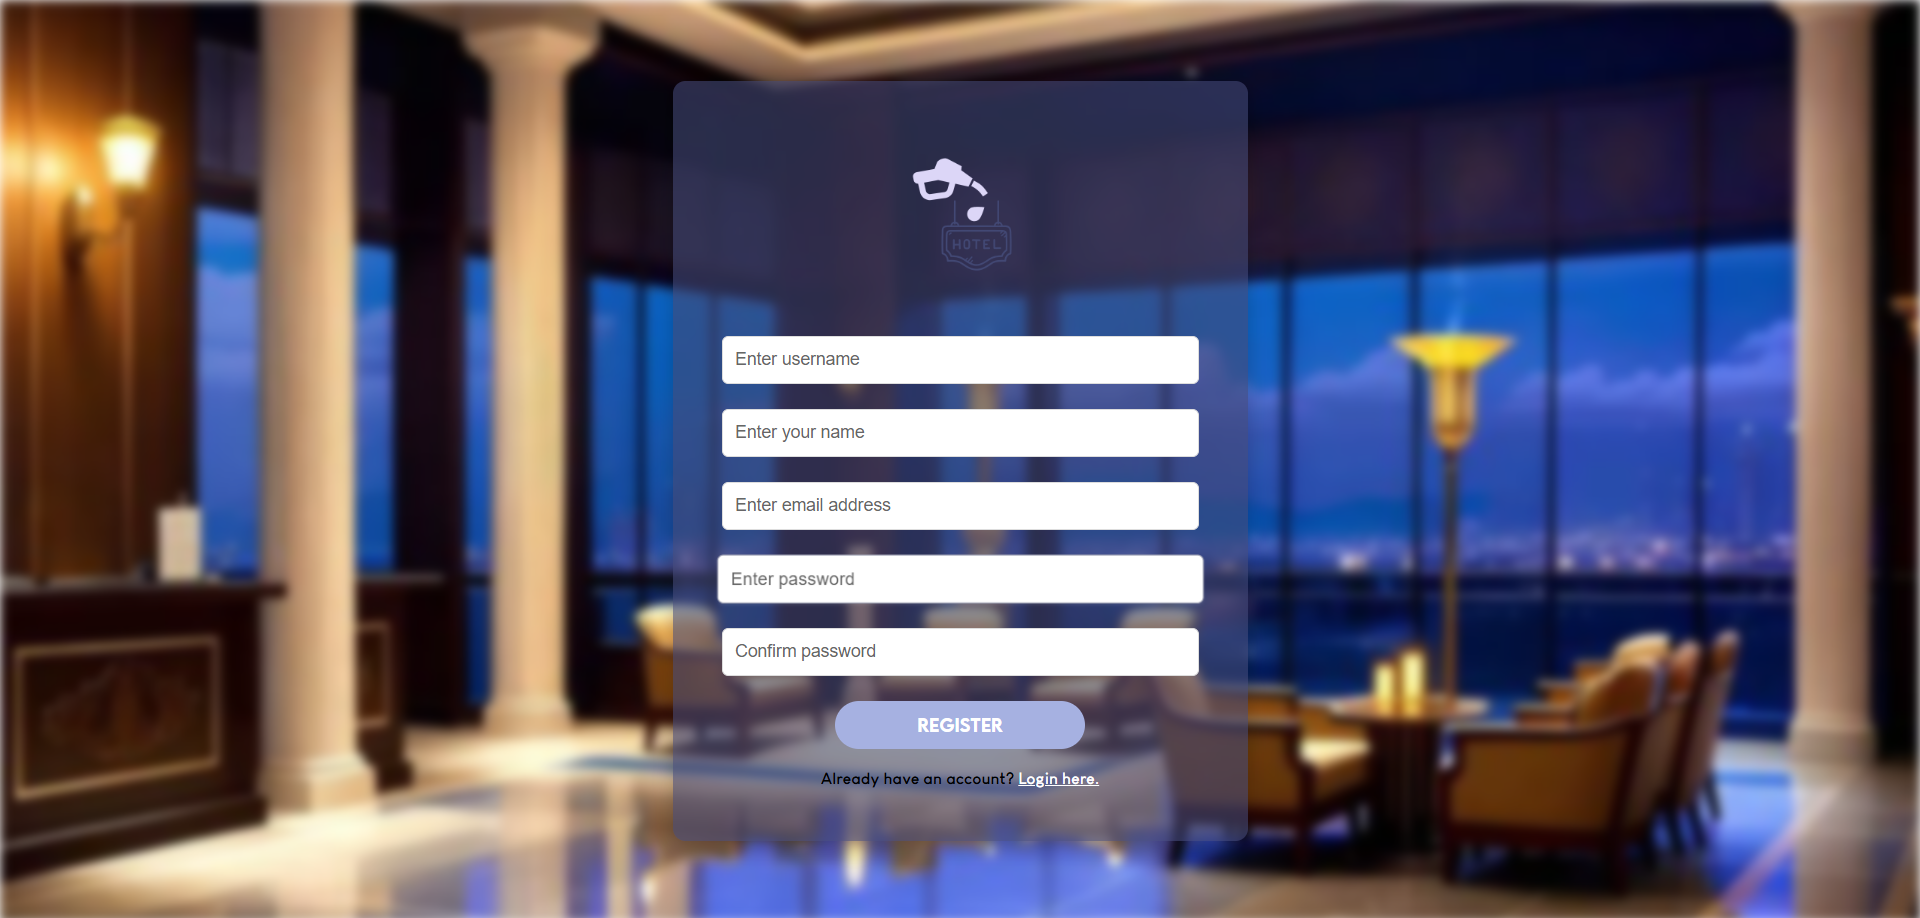 HOTEL
Enter username
Enter your name
Enter email address
Enter password
Confirm password
REGISTER
Already have an account? Login here.